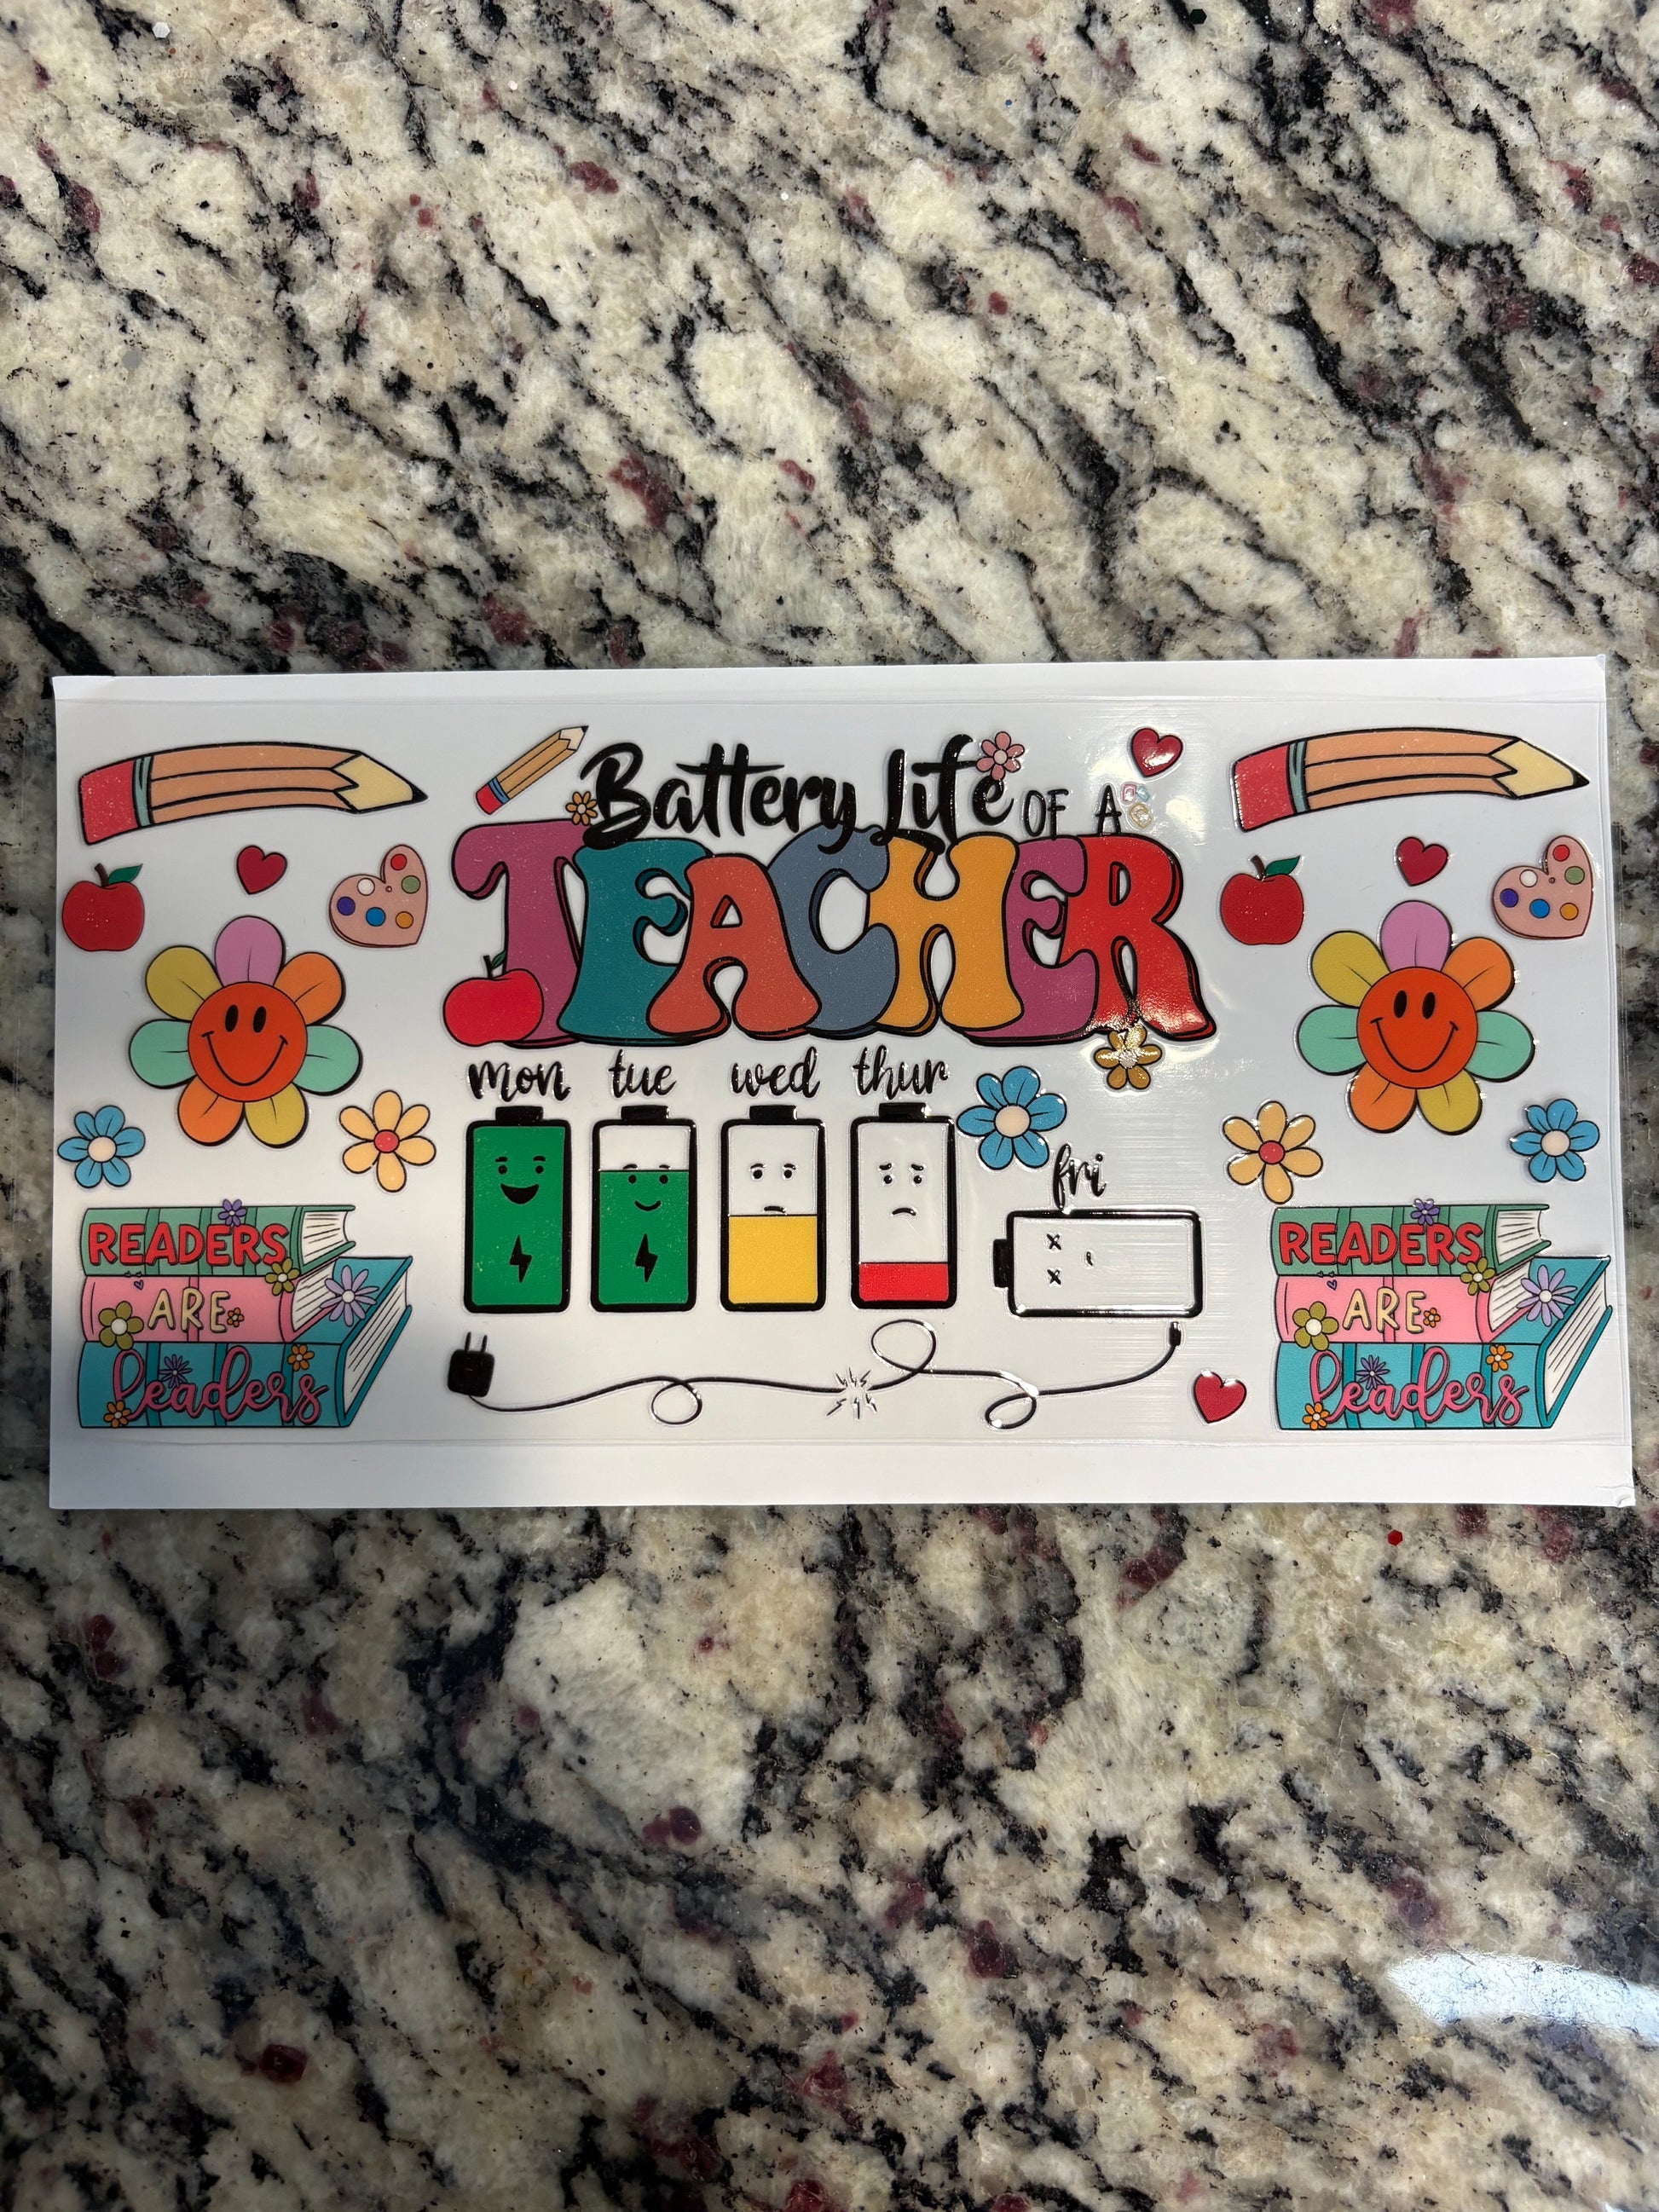 Battery Life OF A
TEACHER
mon tue wed thur
fri
READERS
ARE
leaders
READERS
ARE
leaders